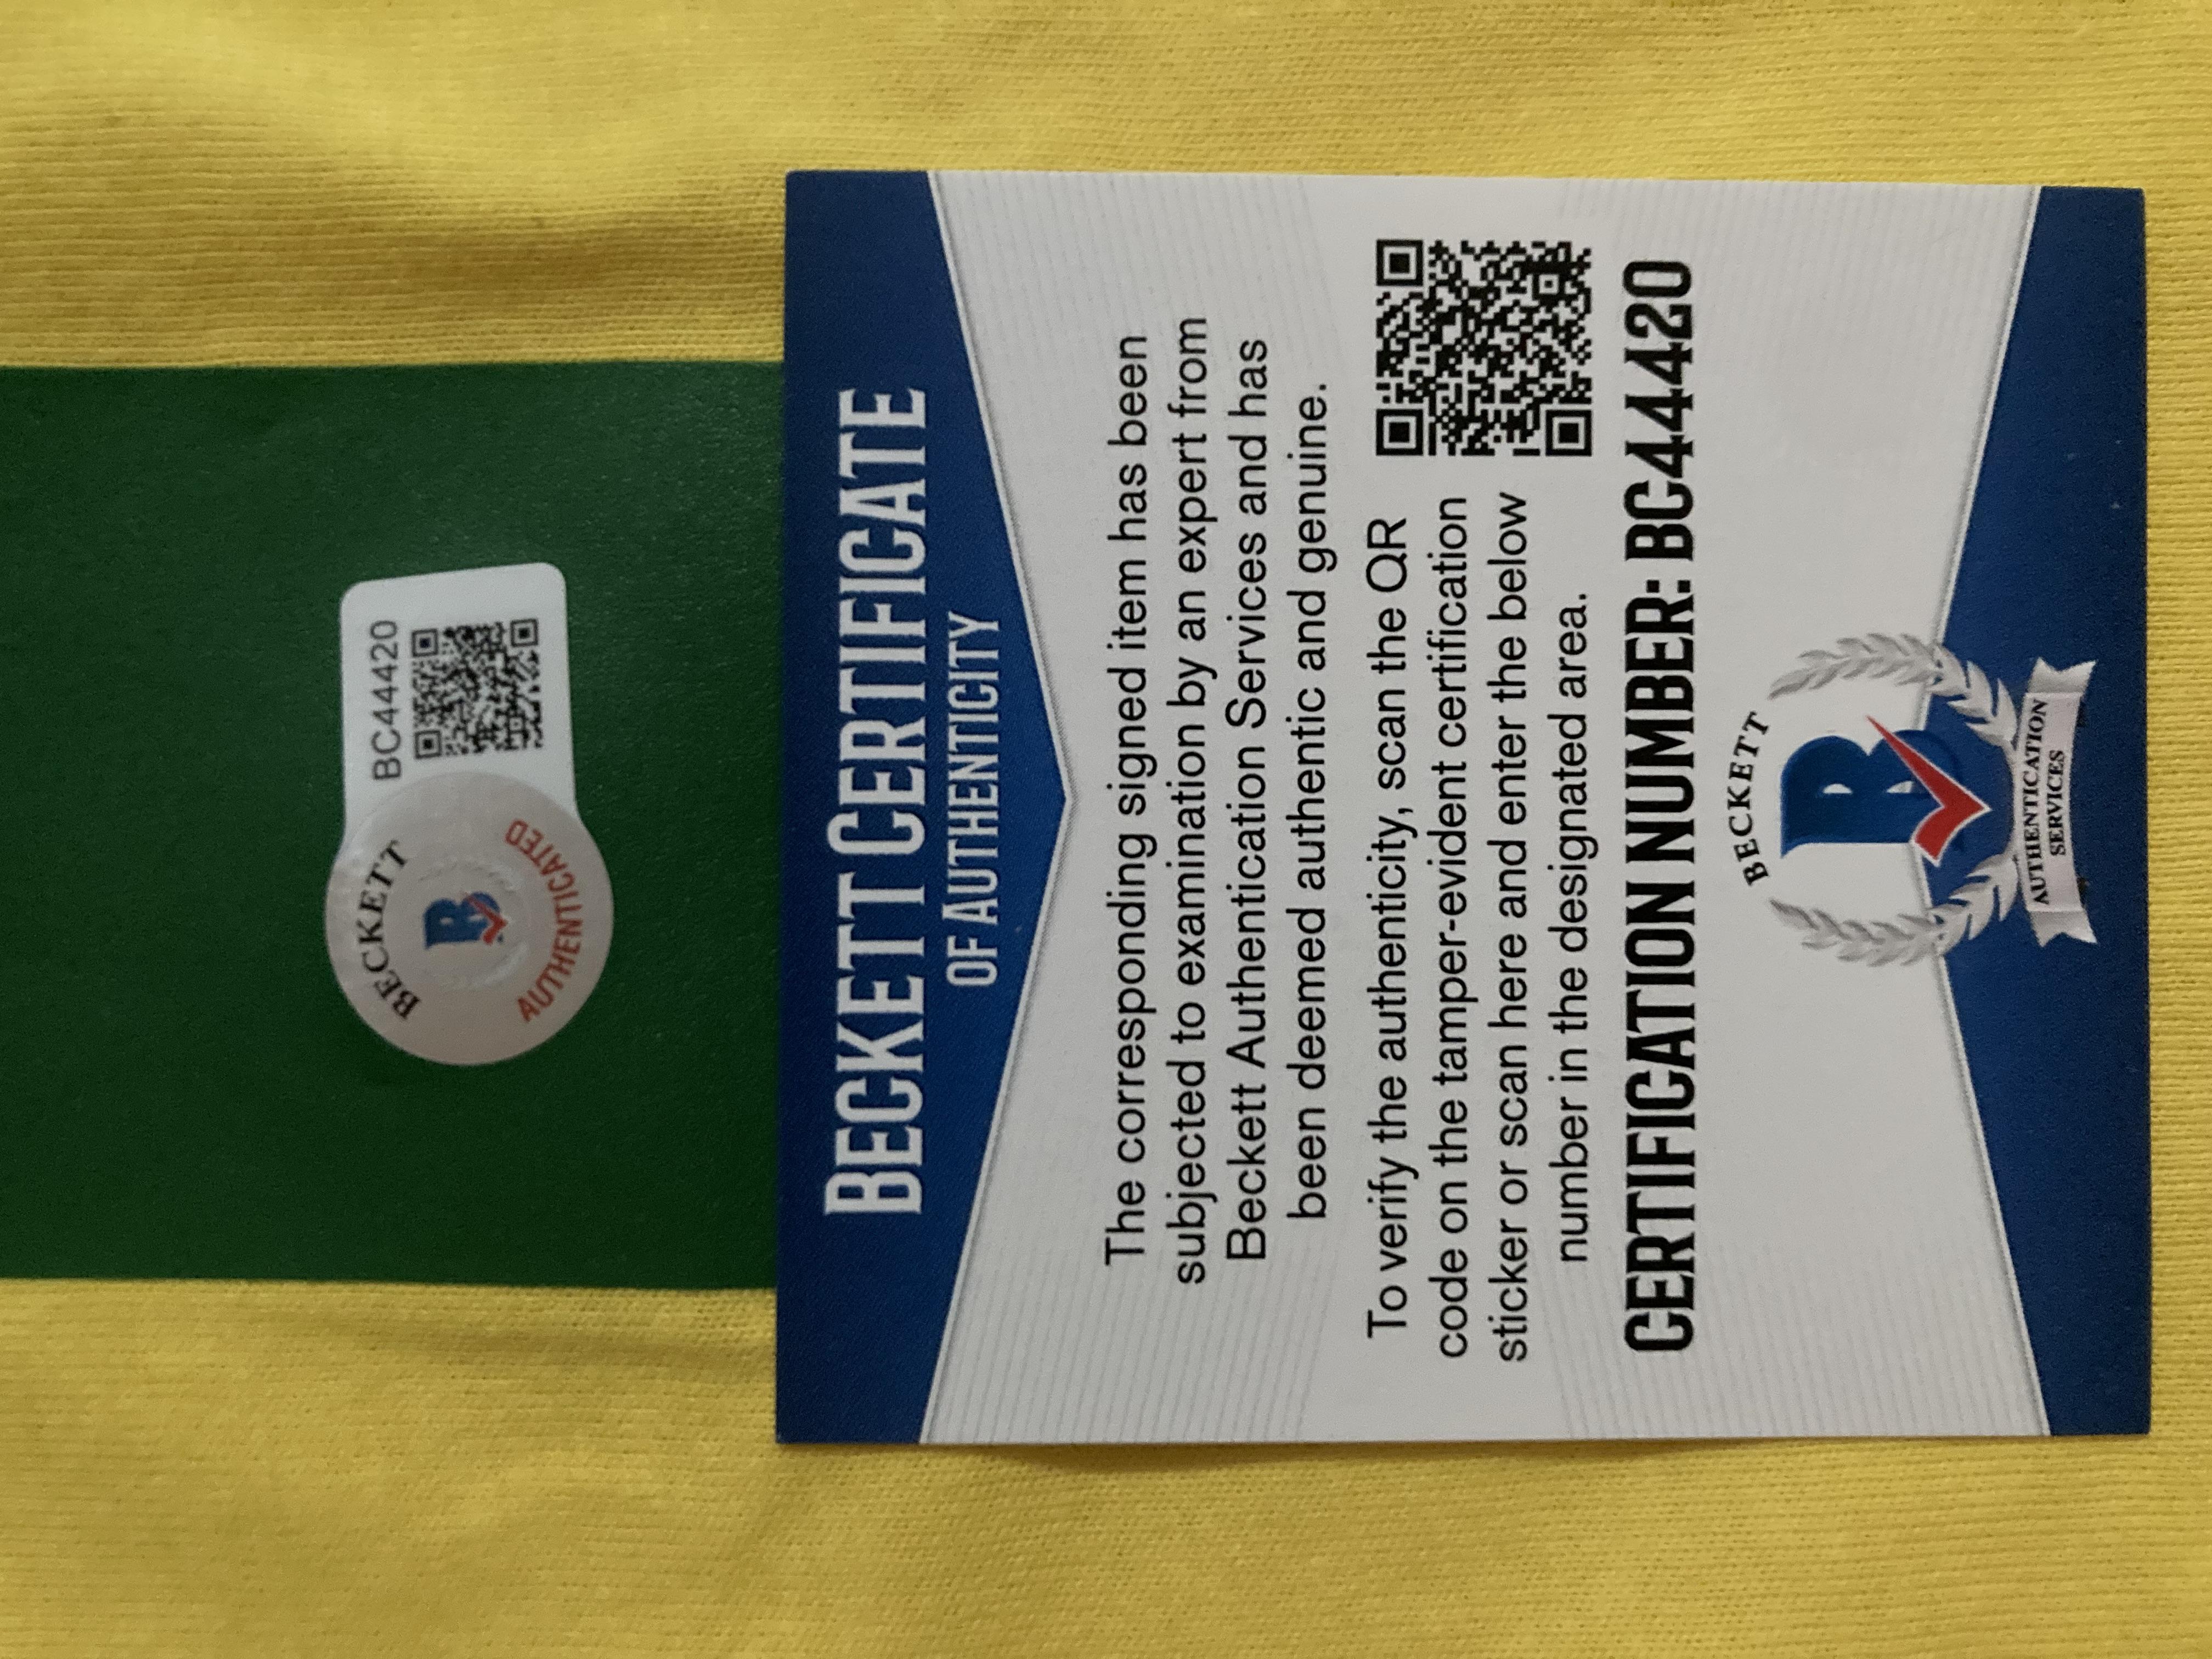 BC44420
BECKETT
AUTHENTICATED
BECKETT CERTIFICATE
OF AUTHENTICITY
The corresponding signed item has been
subjected to examination by an expert from
Beckett Authentication Services and has
been deemed authentic and genuine.
To verify the authenticity, scan the QR
code on the tamper-evident certification
sticker or scan here and enter the below
number in the designated area.
CERTIFICATION NUMBER: BC44420
BECKETT
B
AUTHENTICATION
SERVICES